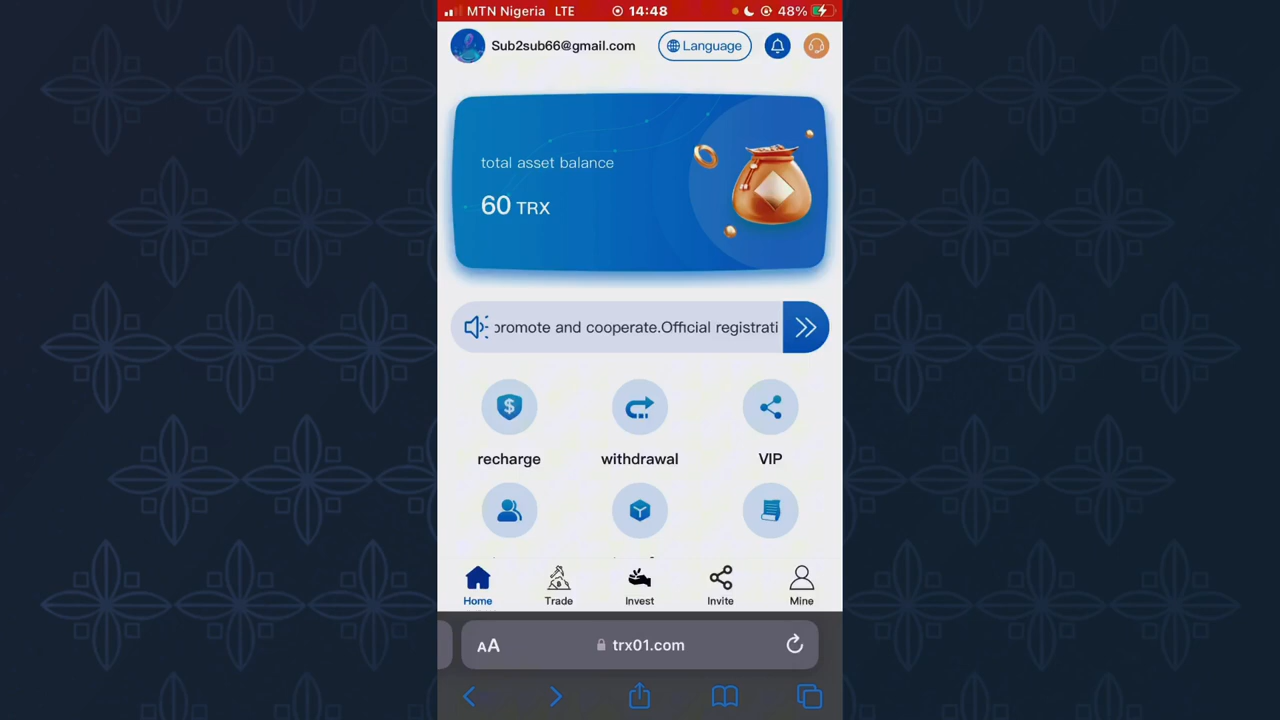 MTN Nigeria LTE 14:48 48%
Sub2sub66@gmail.com Language
total asset balance
60 TRX
promote and cooperate.Official registrati
recharge withdrawal VIP
Home Trade Invest Invite Mine
AA trx01.com